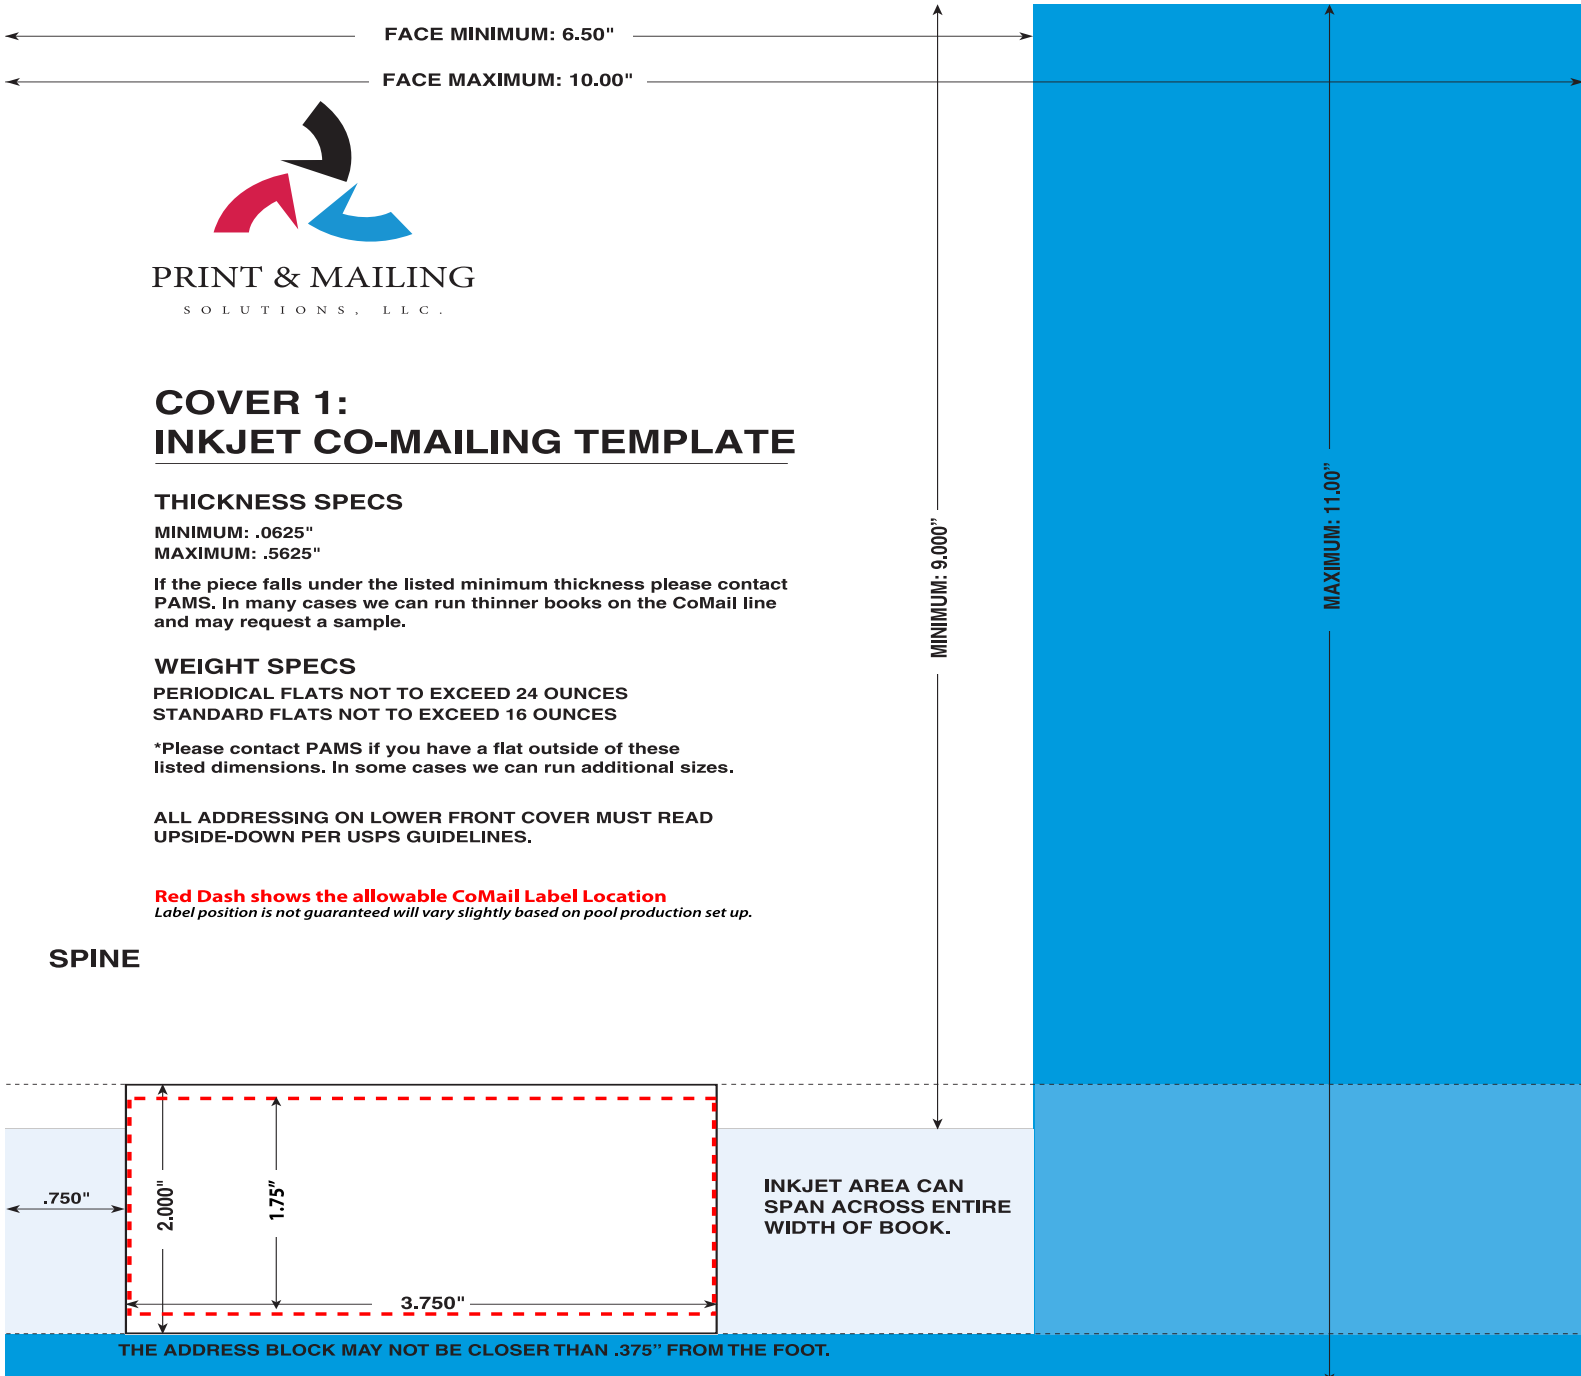 FACE MINIMUM: 6.50"
FACE MAXIMUM: 10.00"
PRINT & MAILING
SOLUTIONS, LLC.
COVER 1:
INKJET CO-MAILING TEMPLATE
THICKNESS SPECS
MINIMUM: .0625"
MAXIMUM: .5625"
If the piece falls under the listed minimum thickness please contact
PAMS. In many cases we can run thinner books on the CoMail line
and may request a sample.
WEIGHT SPECS
PERIODICAL FLATS NOT TO EXCEED 24 OUNCES
STANDARD FLATS NOT TO EXCEED 16 OUNCES
*Please contact PAMS if you have a flat outside of these
listed dimensions. In some cases we can run additional sizes.
ALL ADDRESSING ON LOWER FRONT COVER MUST READ
UPSIDE-DOWN PER USPS GUIDELINES.
Red Dash shows the allowable CoMail Label Location
Label position is not guaranteed will vary slightly based on pool production set up.
MINIMUM: 9.000”
MAXIMUM: 11.00”
SPINE
.750"
2.000"
1.75”
3.750"
INKJET AREA CAN
SPAN ACROSS ENTIRE
WIDTH OF BOOK.
THE ADDRESS BLOCK MAY NOT BE CLOSER THAN .375” FROM THE FOOT.